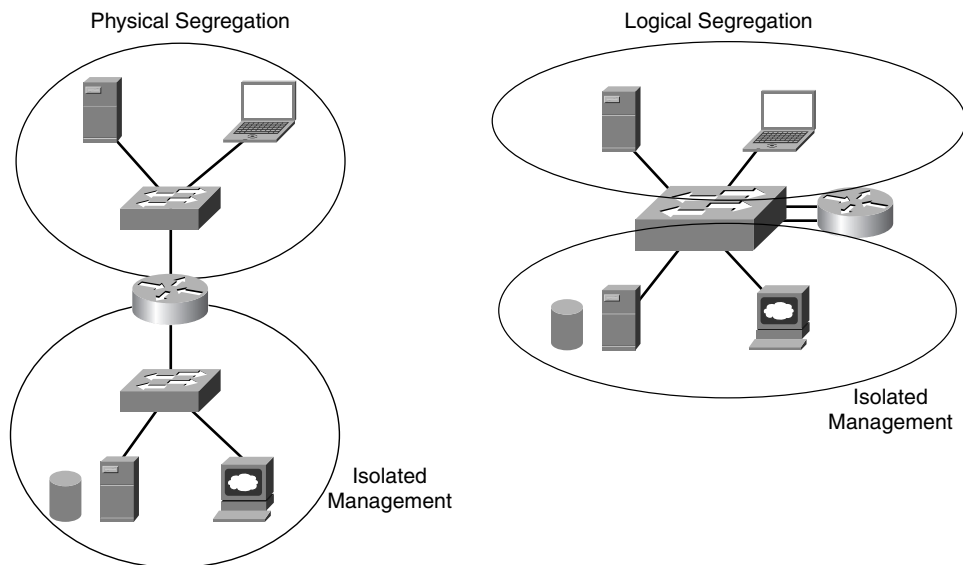 Physical Segregation
Logical Segregation
Isolated
Management
Isolated
Management